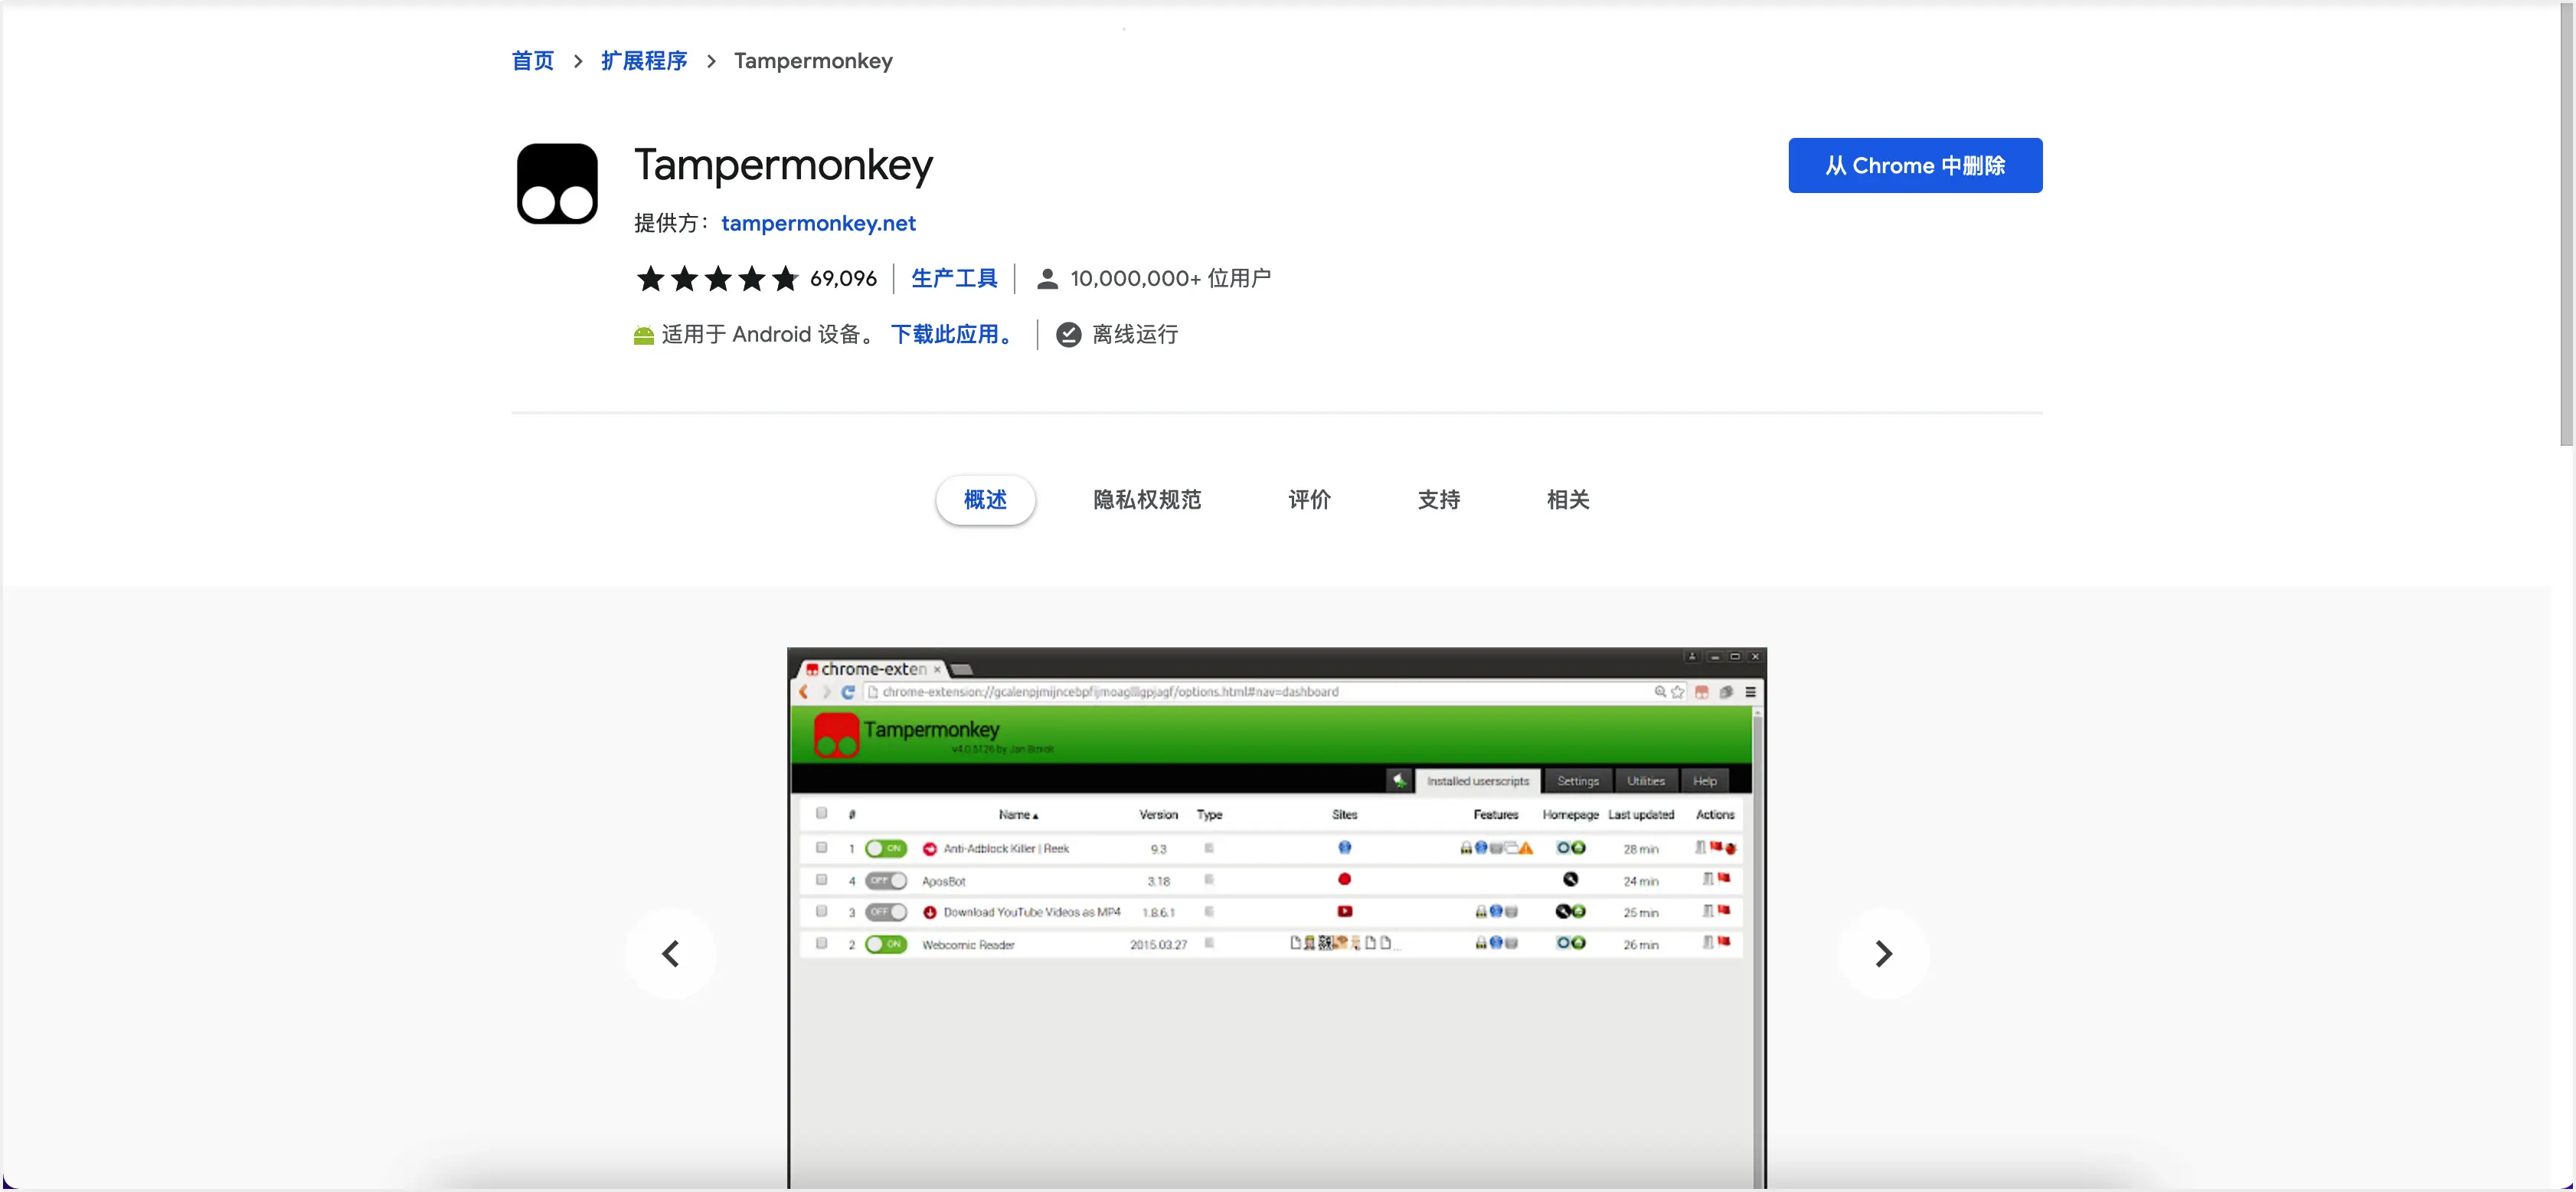 首页 > 扩展程序 > Tampermonkey
Tampermonkey
从 Chrome 中删除
提供方： tampermonkey.net
69,096 生产工具 10,000,000+ 位用户
适用于 Android 设备。 下载此应用。 离线运行
概述 隐私权规范 评价 支持 相关
chrome-exten
chrome-extension://gcalenpjmijncebpfijmoaglllgpjagf/options.html#nav=dashboard
Tampermonkey
v4.0.5126 by Jan Biniok
Installed userscripts Settings Utilities Help
# Name Version Type Sites Features Homepage Last updated Actions
1 ON Anti-Adblock Killer | Reek 9.3 28 min
4 OFF AposBot 3.18 24 min
3 OFF Download YouTube Videos as MP4 1.8.6.1 25 min
2 ON Webcomic Reader 2015.03.27 ... 26 min